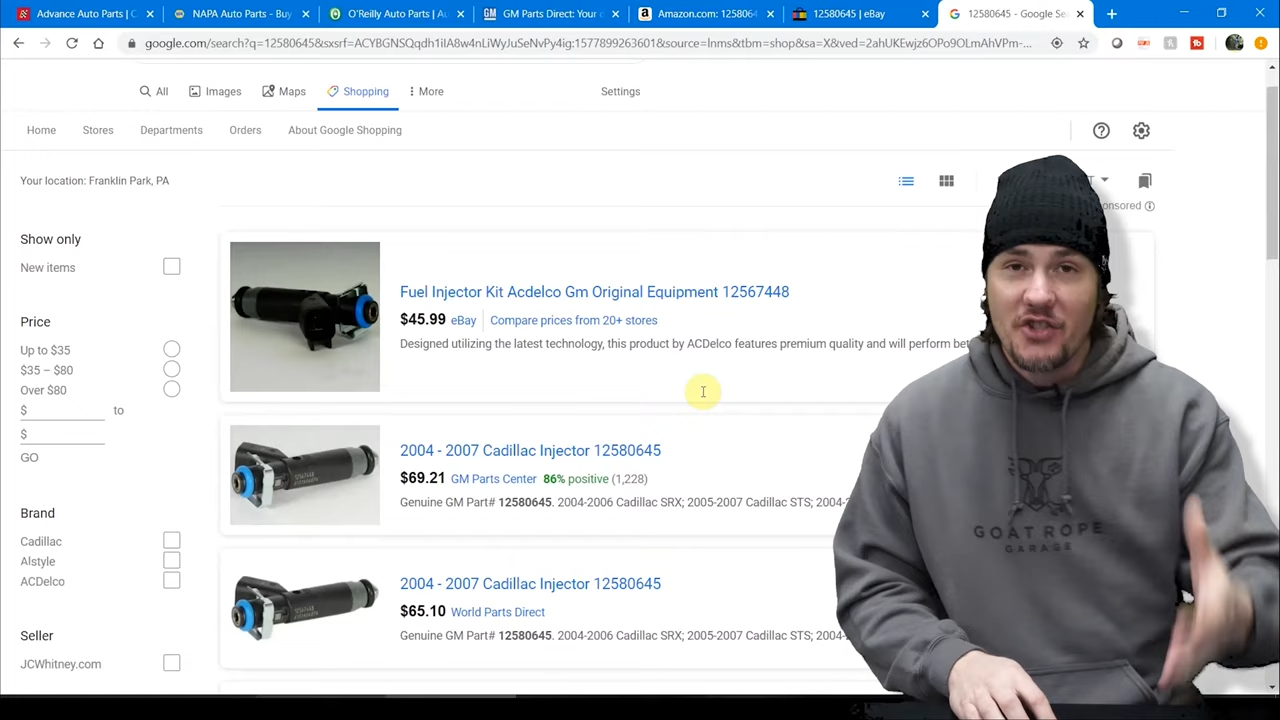 Advance Auto Parts | C
NAPA Auto Parts - Buy
O'Reilly Auto Parts | Au
GM Parts Direct: Your o
Amazon.com: 1258064
12580645 | eBay
12580645 - Google Se
google.com/search?q=12580645&sxsrf=ACYBGNSQqdh1iIA8w4nLiWyJuSeNvPy4ig:1577899263601&source=lnms&tbm=shop&sa=X&ved=2ahUKEwjz6OPo9OLmAhVPm-...
All
Images
Maps
Shopping
More
Settings
Home
Stores
Departments
Orders
About Google Shopping
Your location: Franklin Park, PA
onsored
Show only
New items
Price
Up to $35
$35 – $80
Over $80
$ to
$
GO
Brand
Cadillac
Alstyle
ACDelco
Seller
JCWhitney.com
Fuel Injector Kit Acdelco Gm Original Equipment 12567448
$45.99 eBay Compare prices from 20+ stores
Designed utilizing the latest technology, this product by ACDelco features premium quality and will perform bet
2004 - 2007 Cadillac Injector 12580645
$69.21 GM Parts Center 86% positive (1,228)
Genuine GM Part# 12580645. 2004-2006 Cadillac SRX; 2005-2007 Cadillac STS; 2004-2
2004 - 2007 Cadillac Injector 12580645
$65.10 World Parts Direct
Genuine GM Part# 12580645. 2004-2006 Cadillac SRX; 2005-2007 Cadillac STS; 2004-2
GOAT ROPE
GARAGE